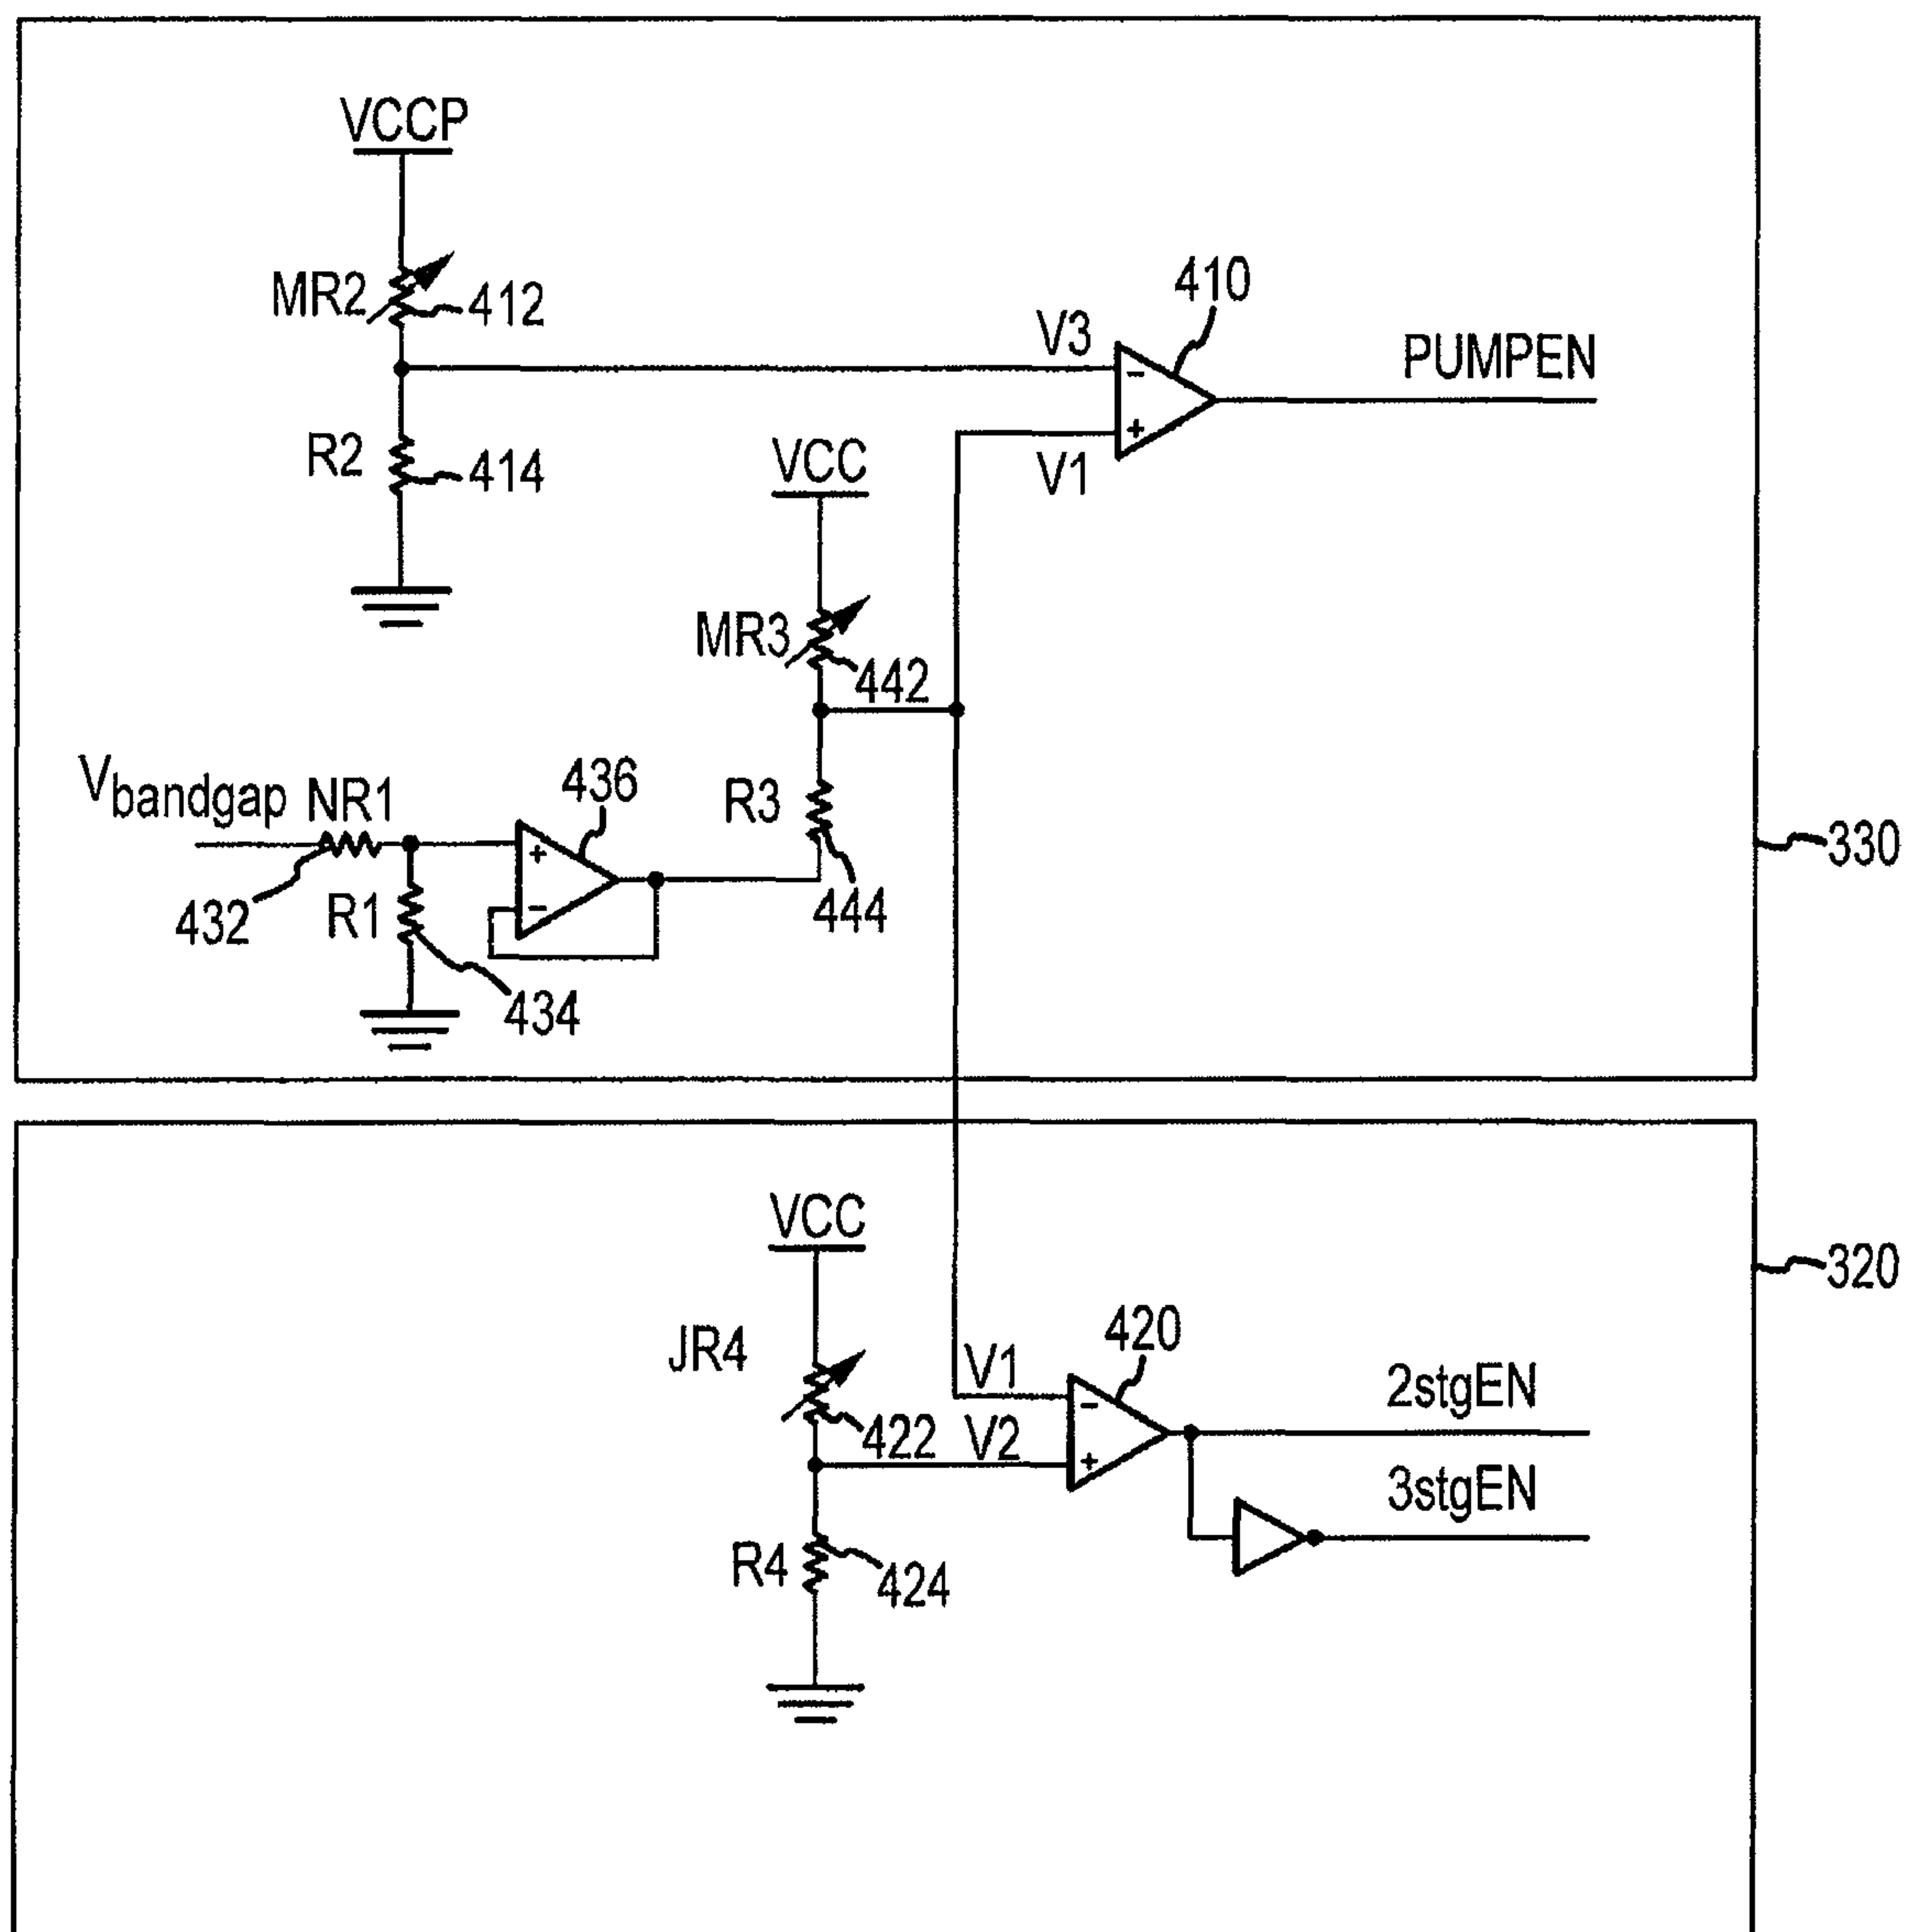 VCCP
MR2
412
410
V3
PUMPEN
R2
414
VCC
V1
MR3
442
Vbandgap NR1
436
R3
330
432
R1
444
434
VCC
320
JR4
420
V1
2stgEN
422
V2
3stgEN
R4
424